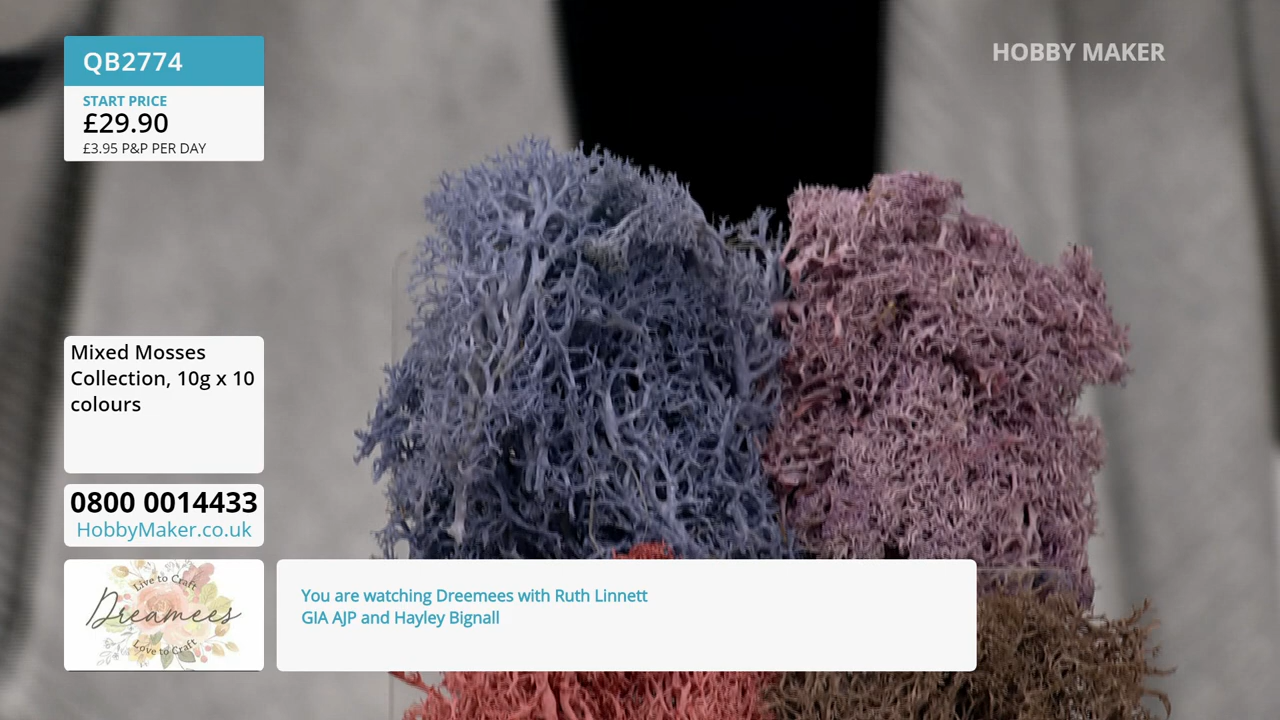 QB2774
START PRICE
£29.90
£3.95 P&P PER DAY
HOBBY MAKER
Mixed Mosses
Collection, 10g x 10
colours
0800 0014433
HobbyMaker.co.uk
Live to Craft
Dreamees
Love to Craft
You are watching Dreemees with Ruth Linnett
GIA AJP and Hayley Bignall